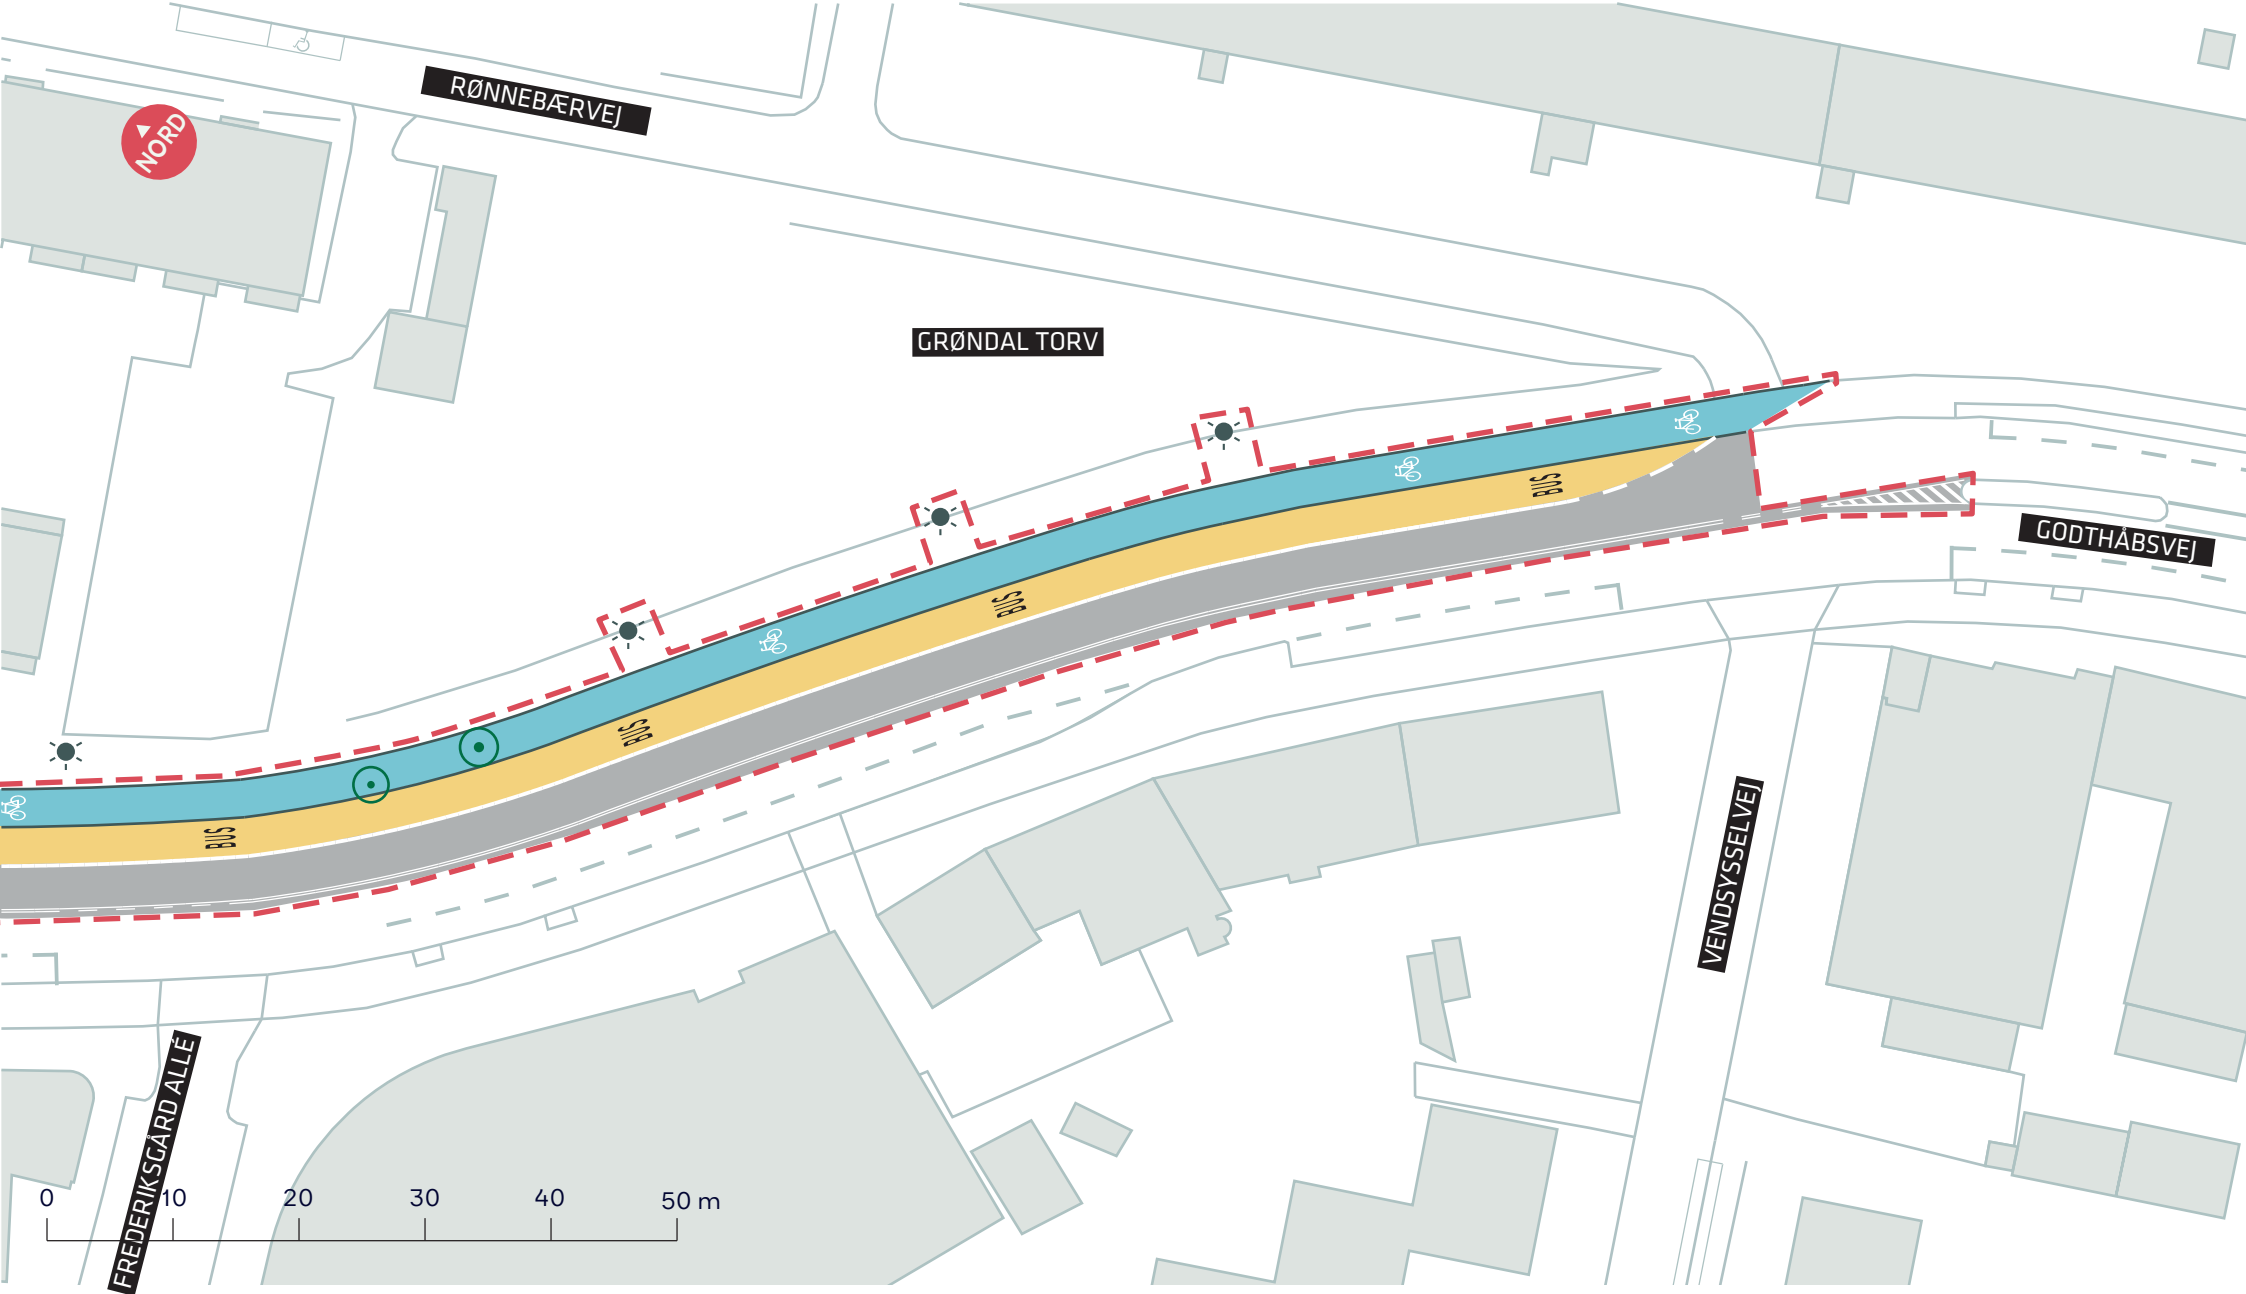 RØNNEBÆRVEJ
NORD
GRØNDAL TORV
BUS
GODTHÅBSVEJ
BUS
BUS
BUS
VENDSYSSELVEJ
FREDERIKSGÅRD ALLÉ
0 10 20 30 40 50 m